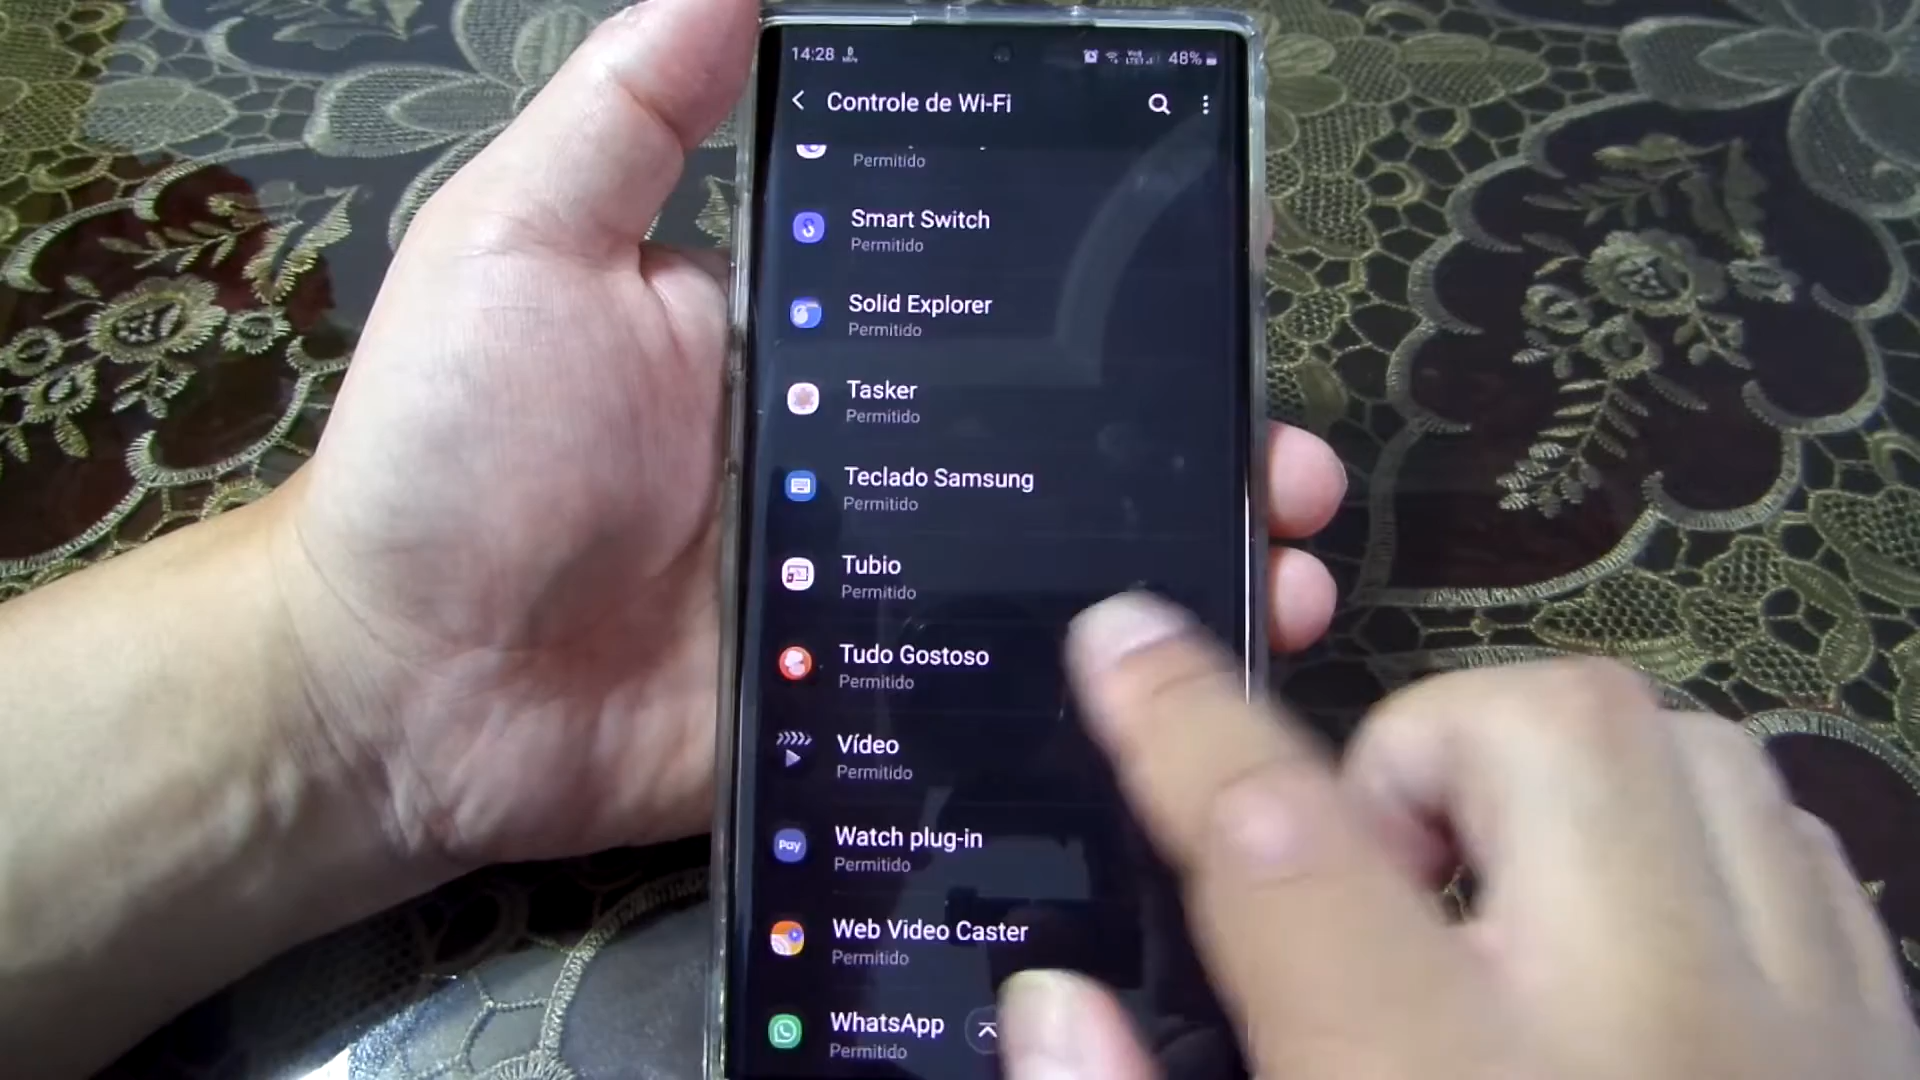 14:28
48%
Controle de Wi-Fi
Permitido
Smart Switch
Permitido
Solid Explorer
Permitido
Tasker
Permitido
Teclado Samsung
Permitido
Tubio
Permitido
Tudo Gostoso
Permitido
Vídeo
Permitido
Pay
Watch plug-in
Permitido
Web Video Caster
Permitido
WhatsApp
Permitido